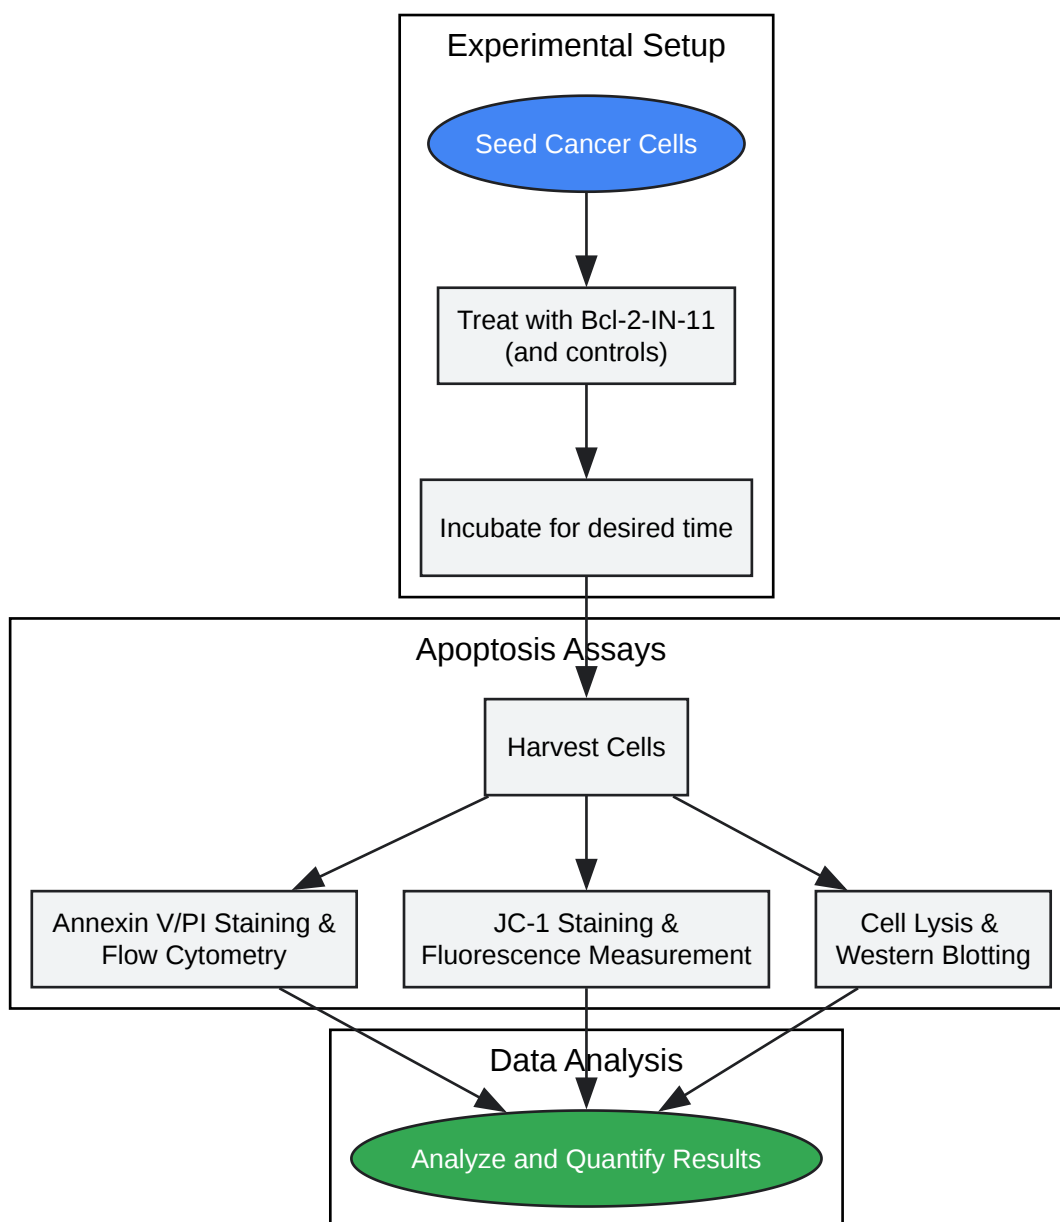 Experimental Setup
Seed Cancer Cells
Treat with Bcl-2-IN-11
(and controls)
Incubate for desired time
Apoptosis Assays
Harvest Cells
Annexin V/PI Staining &
Flow Cytometry
JC-1 Staining &
Fluorescence Measurement
Cell Lysis &
Western Blotting
Data Analysis
Analyze and Quantify Results